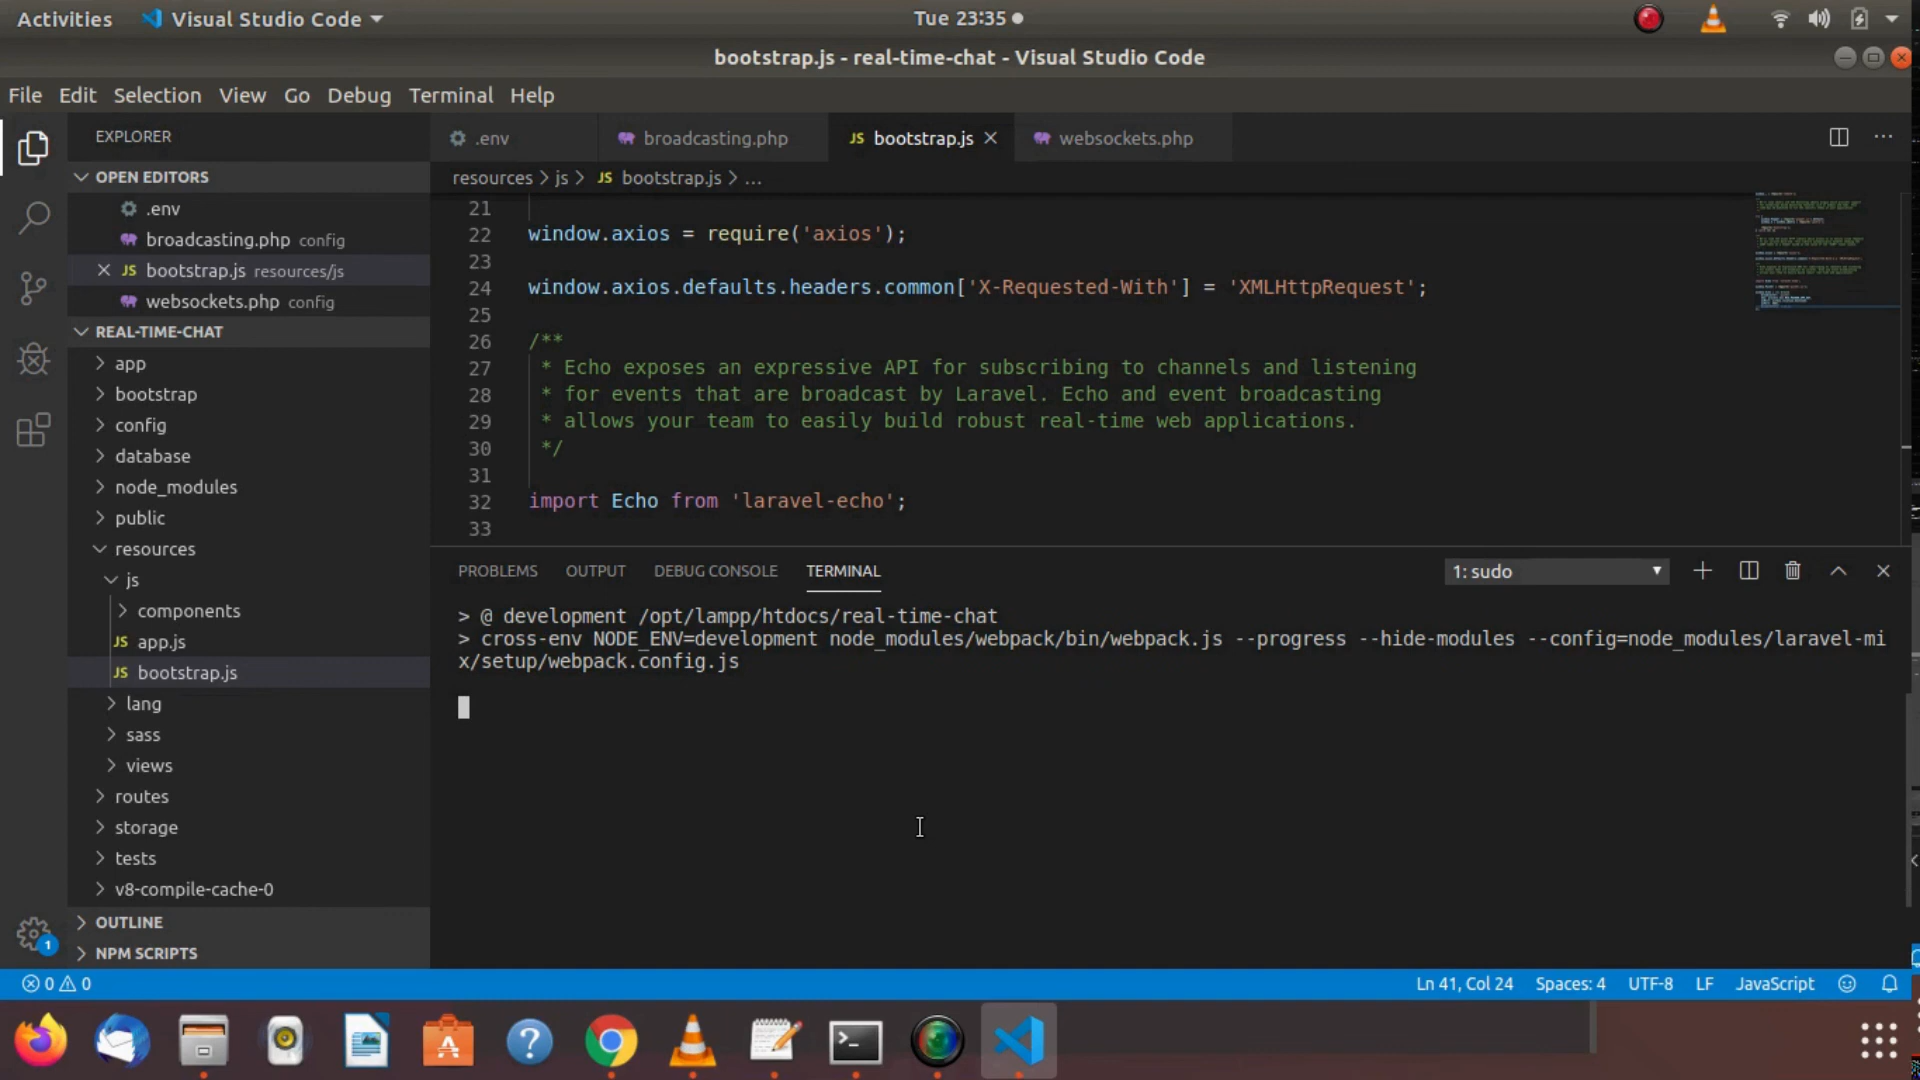 Activities
Visual Studio Code
Tue 23:35
bootstrap.js - real-time-chat - Visual Studio Code
File Edit Selection View Go Debug Terminal Help
EXPLORER
OPEN EDITORS
.env
broadcasting.php config
bootstrap.js resources/js
websockets.php config
REAL-TIME-CHAT
app
bootstrap
config
database
node_modules
public
resources
js
components
JS app.js
JS bootstrap.js
lang
sass
views
routes
storage
tests
v8-compile-cache-0
OUTLINE
NPM SCRIPTS
.env
broadcasting.php
JS bootstrap.js
websockets.php
resources > js > JS bootstrap.js > ...
21
22 window.axios = require('axios');
23
24 window.axios.defaults.headers.common['X-Requested-With'] = 'XMLHttpRequest';
25
26 /**
27 * Echo exposes an expressive API for subscribing to channels and listening
28 * for events that are broadcast by Laravel. Echo and event broadcasting
29 * allows your team to easily build robust real-time web applications.
30 */
31
32 import Echo from 'laravel-echo';
33
PROBLEMS OUTPUT DEBUG CONSOLE TERMINAL
1: sudo
> @ development /opt/lampp/htdocs/real-time-chat
> cross-env NODE_ENV=development node_modules/webpack/bin/webpack.js --progress --hide-modules --config=node_modules/laravel-mi
x/setup/webpack.config.js
1
0 0
Ln 41, Col 24 Spaces: 4 UTF-8 LF JavaScript